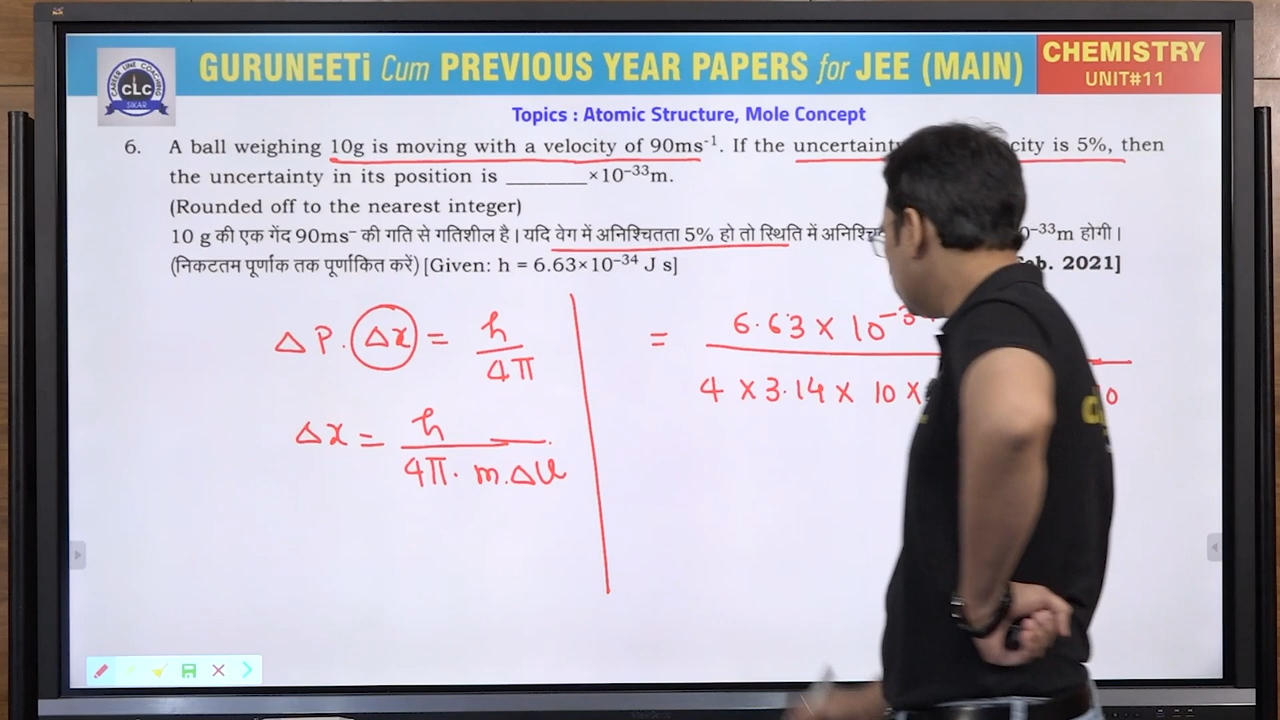 GURUNEETi Cum PREVIOUS YEAR PAPERS for JEE (MAIN)
CHEMISTRY
UNIT#11
CAREER LINE COACHING
CLC
SIKAR
Topics : Atomic Structure, Mole Concept
6. A ball weighing 10g is moving with a velocity of 90ms⁻¹. If the uncertainty is 5%, then
the uncertainty in its position is ________×10⁻³³m.
(Rounded off to the nearest integer)
10 g की एक गेंद 90ms⁻ की गति से गतिशील है। यदि वेग में अनिश्चितता 5% हो तो स्थिति में ⁻³³m होगी।
(निकटतम पूर्णांक तक पूर्णांकित करें) [Given: h = 6.63×10⁻³⁴ J s] 2021]
ΔP. Δx = h/4π
Δx = h/4π. m.Δv
= 6.63 × 10⁻³
4 × 3.14 × 10 ×